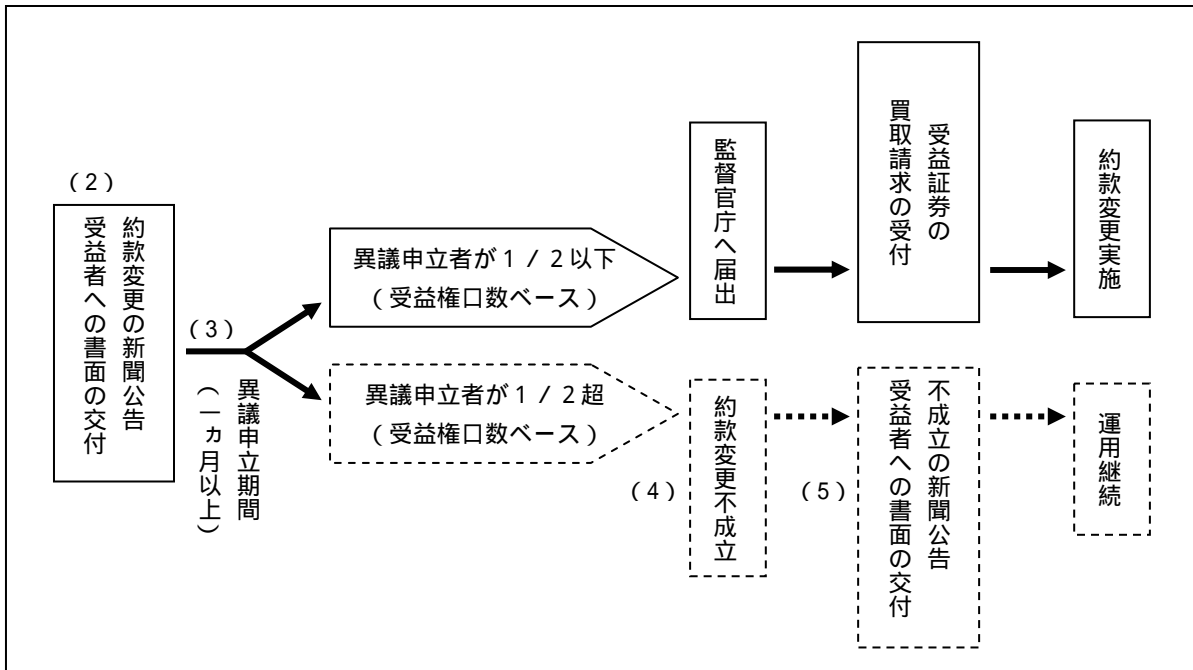 (2)
約款変更の新聞公告
受益者への書面の交付
(3)
異議申立期間
(一ヵ月以上)
異議申立者が1/2以下
(受益権口数ベース)
監督官庁へ届出
受益証券の
買取請求の受付
約款変更実施
異議申立者が1/2超
(受益権口数ベース)
(4)
約款変更不成立
(5)
不成立の新聞公告
受益者への書面の交付
運用継続